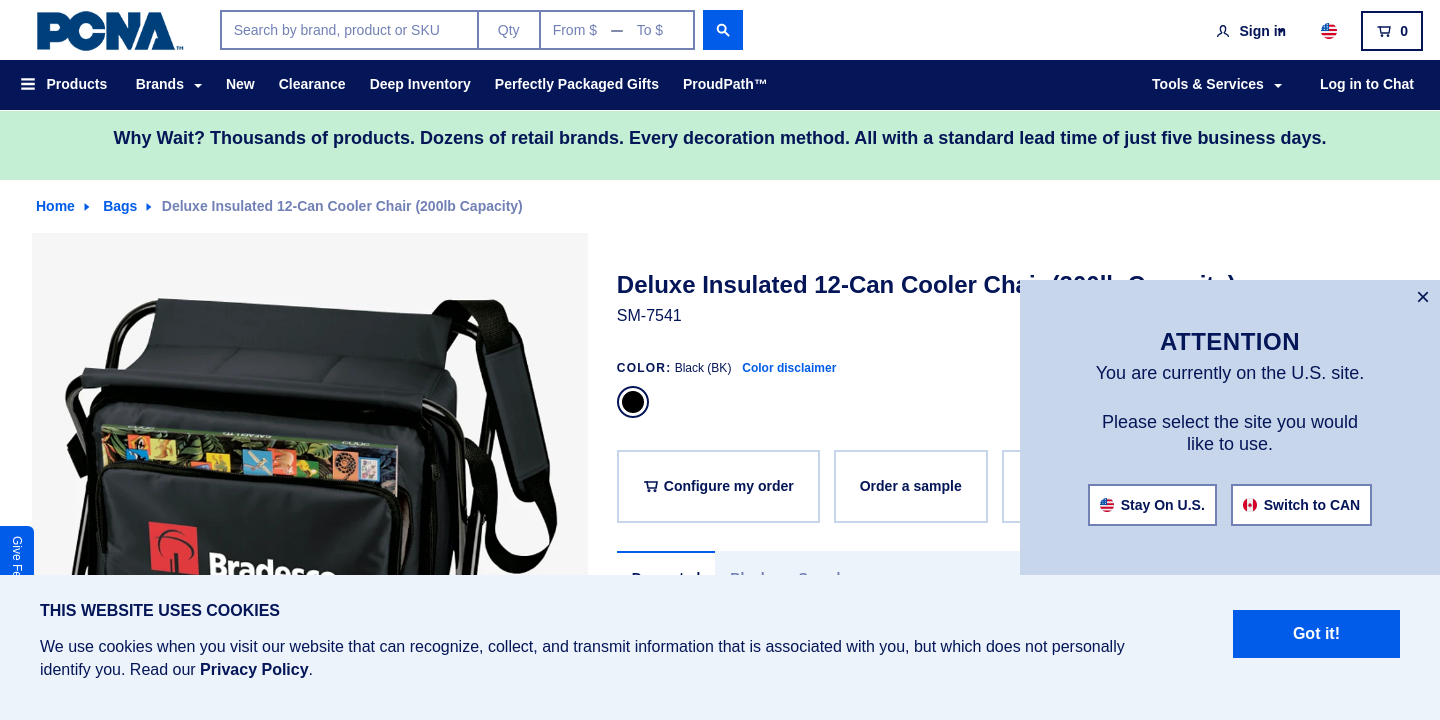 PCNA™
Search by brand, product or SKU
Qty
From $ — To $
Sign in
0
Products
Brands
New
Clearance
Deep Inventory
Perfectly Packaged Gifts
ProudPath™
Tools & Services
Log in to Chat
Why Wait? Thousands of products. Dozens of retail brands. Every decoration method. All with a standard lead time of just five business days.
Home
Bags
Deluxe Insulated 12-Can Cooler Chair (200lb Capacity)
Deluxe Insulated 12-Can Cooler Chair (200lb Capacity)
SM-7541
COLOR: Black (BK) Color disclaimer
Configure my order
Order a sample
Bradesco
Give Fe
×
ATTENTION
You are currently on the U.S. site.
Please select the site you would
like to use.
Stay On U.S.
Switch to CAN
THIS WEBSITE USES COOKIES
We use cookies when you visit our website that can recognize, collect, and transmit information that is associated with you, but which does not personally
identify you. Read our Privacy Policy.
Got it!